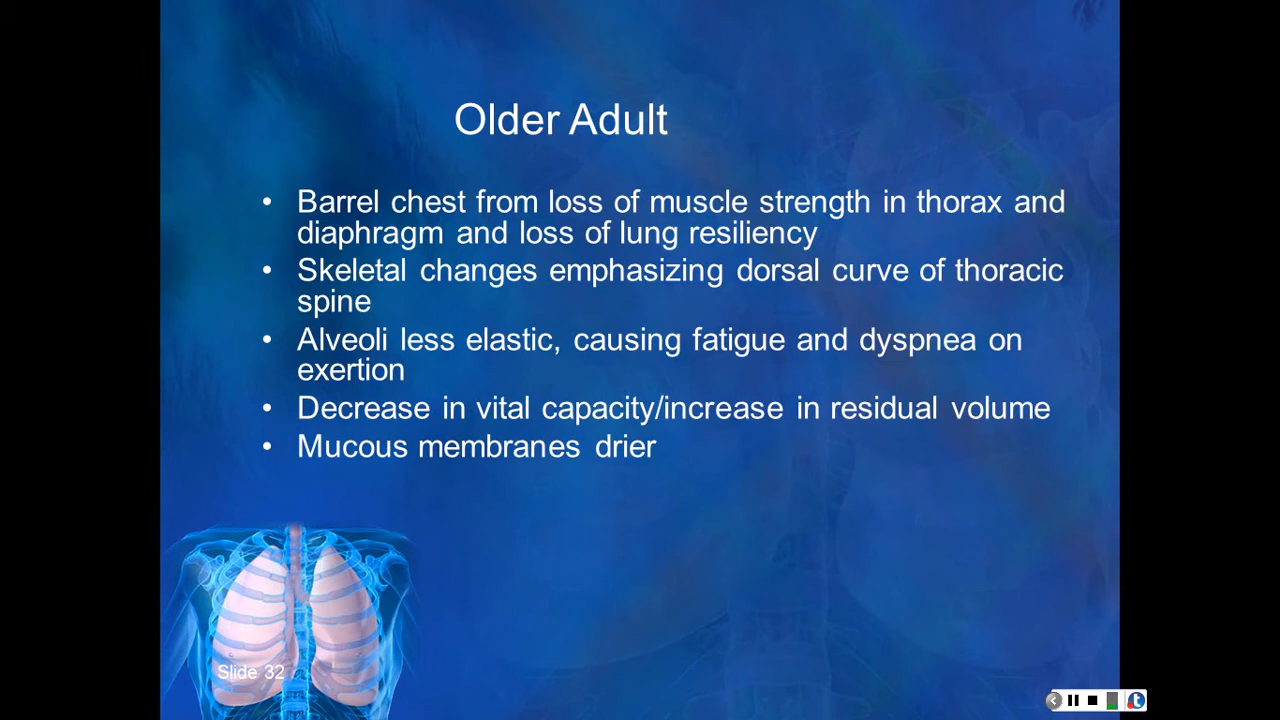 Older Adult
• Barrel chest from loss of muscle strength in thorax and
diaphragm and loss of lung resiliency
• Skeletal changes emphasizing dorsal curve of thoracic
spine
• Alveoli less elastic, causing fatigue and dyspnea on
exertion
• Decrease in vital capacity/increase in residual volume
• Mucous membranes drier
Slide 32
t